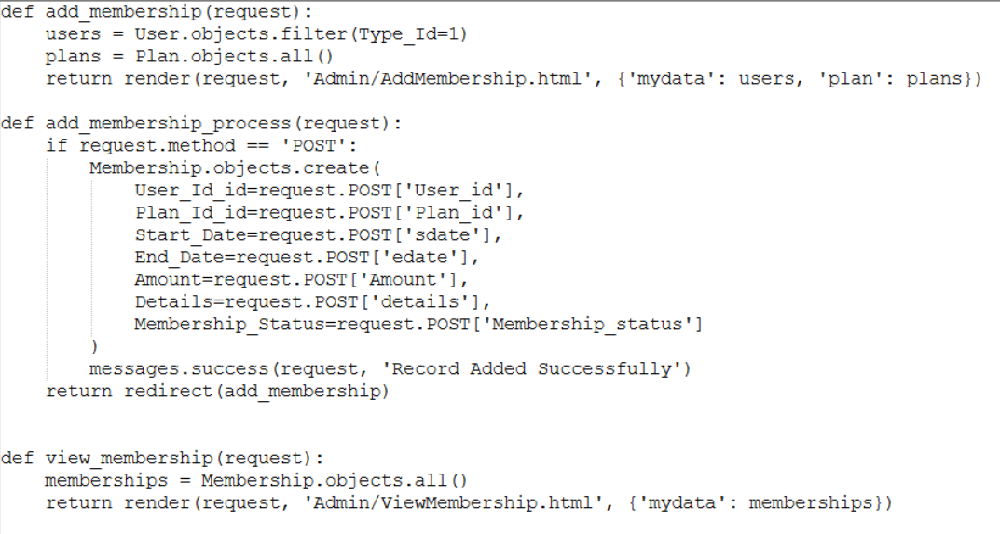 def add_membership(request):
    users = User.objects.filter(Type_Id=1)
    plans = Plan.objects.all()
    return render(request, 'Admin/AddMembership.html', {'mydata': users, 'plan': plans})

def add_membership_process(request):
    if request.method == 'POST':
        Membership.objects.create(
            User_Id_id=request.POST['User_id'],
            Plan_Id_id=request.POST['Plan_id'],
            Start_Date=request.POST['sdate'],
            End_Date=request.POST['edate'],
            Amount=request.POST['Amount'],
            Details=request.POST['details'],
            Membership_Status=request.POST['Membership_status']
        )
        messages.success(request, 'Record Added Successfully')
    return redirect(add_membership)


def view_membership(request):
    memberships = Membership.objects.all()
    return render(request, 'Admin/ViewMembership.html', {'mydata': memberships})